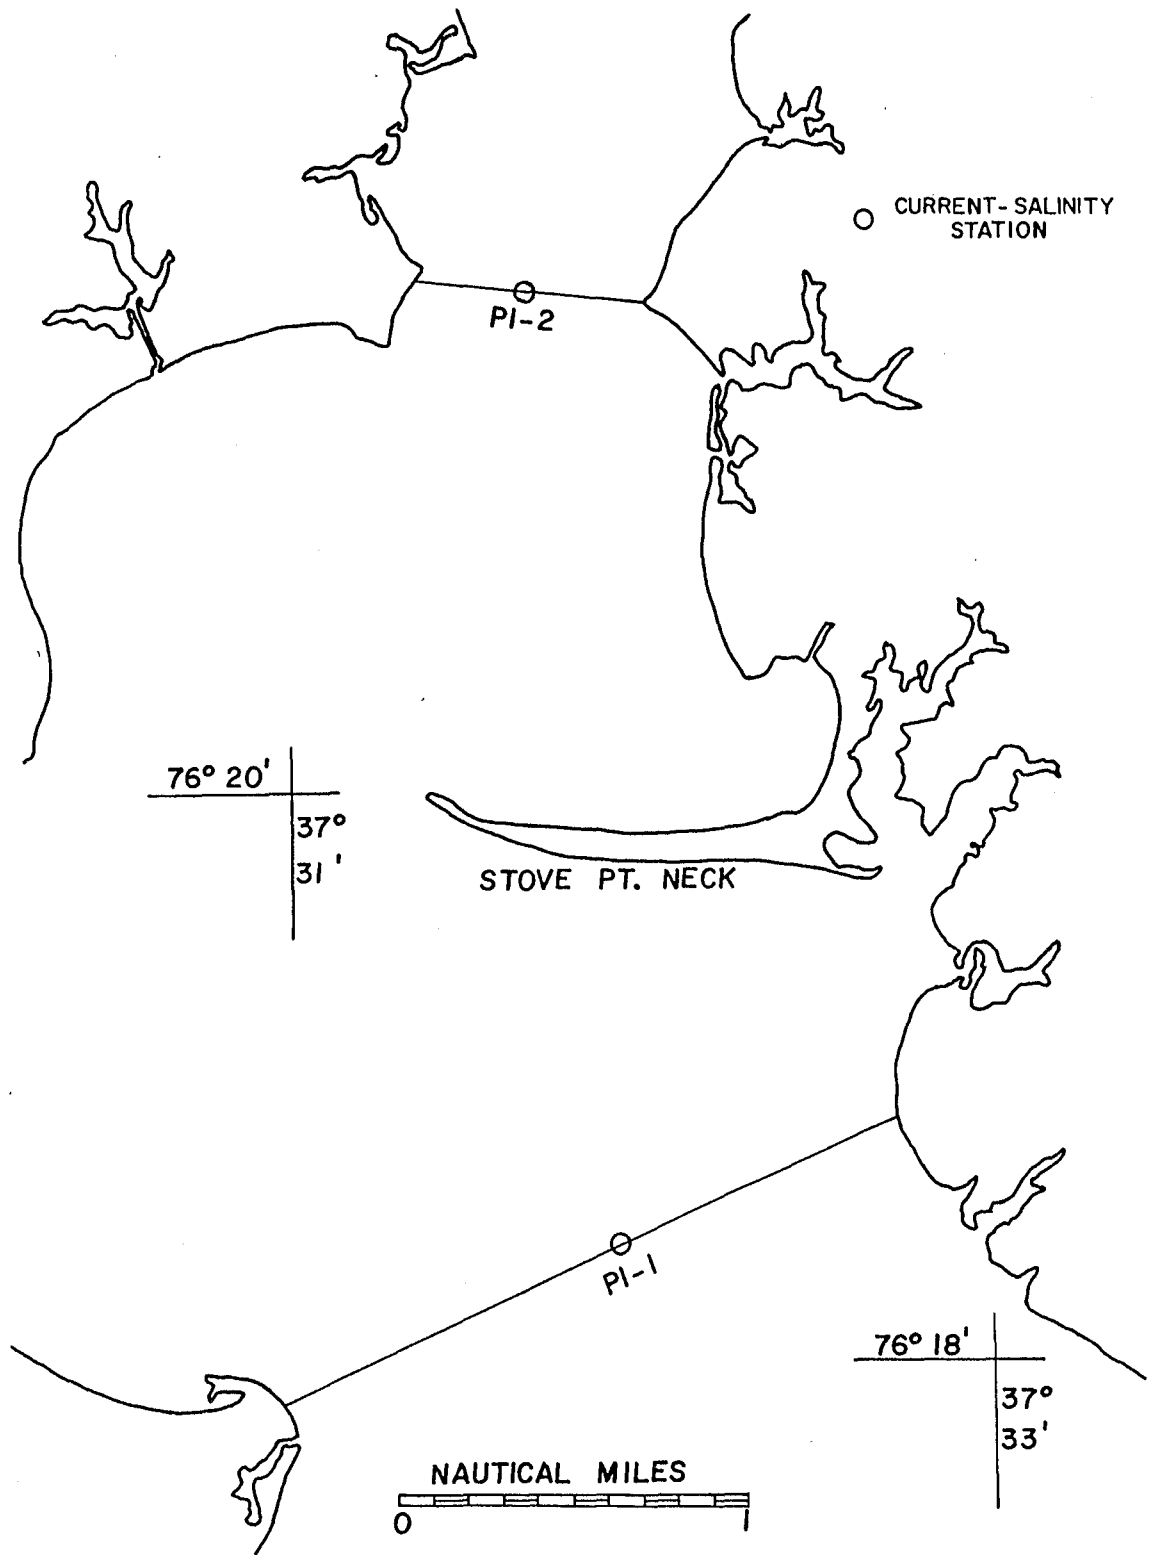 CURRENT-SALINITY
STATION
PI-2
76° 20'
37°
31'
STOVE PT. NECK
PI-1
76° 18'
37°
33'
NAUTICAL MILES
0 1